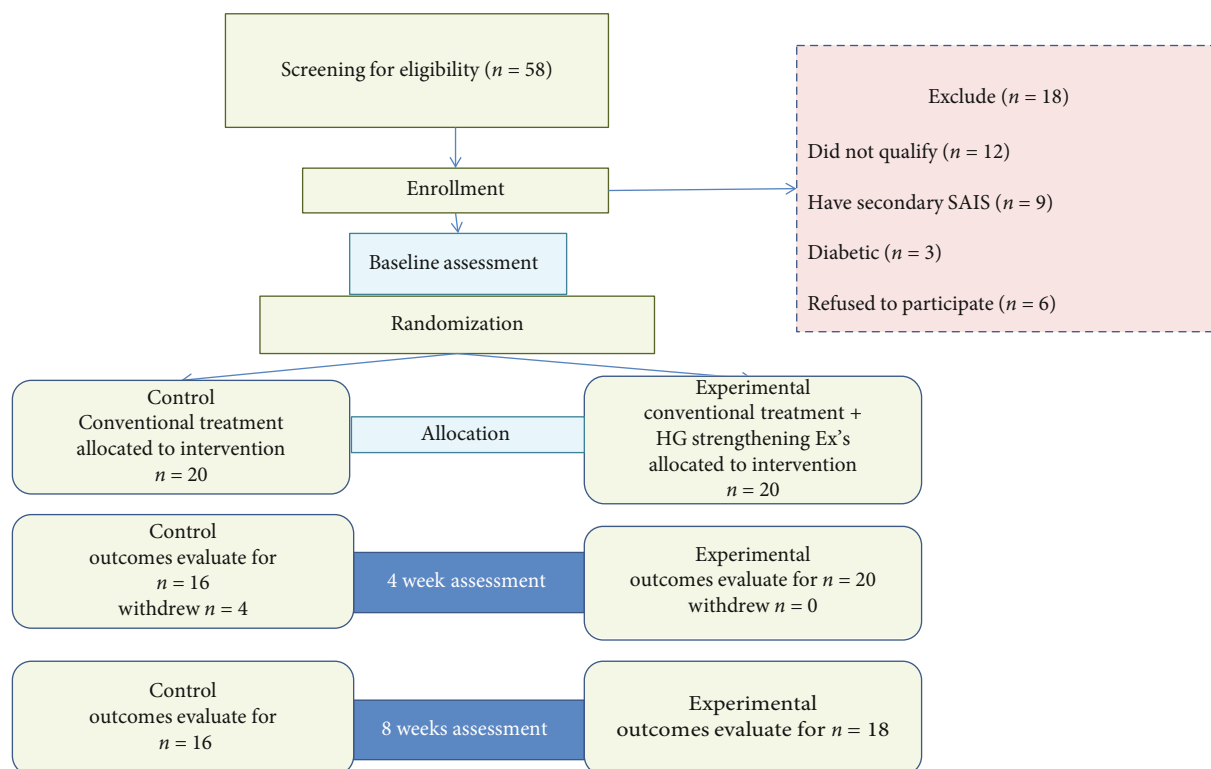 Screening for eligibility (n = 58)
Exclude (n = 18)
Did not qualify (n = 12)
Have secondary SAIS (n = 9)
Diabetic (n = 3)
Refused to participate (n = 6)
Enrollment
Baseline assessment
Randomization
Control
Conventional treatment
allocated to intervention
n = 20
Allocation
Experimental
conventional treatment +
HG strengthening Ex's
allocated to intervention
n = 20
Control
outcomes evaluate for
n = 16
withdrew n = 4
4 week assessment
Experimental
outcomes evaluate for n = 20
withdrew n = 0
Control
outcomes evaluate for
n = 16
8 weeks assessment
Experimental
outcomes evaluate for n = 18